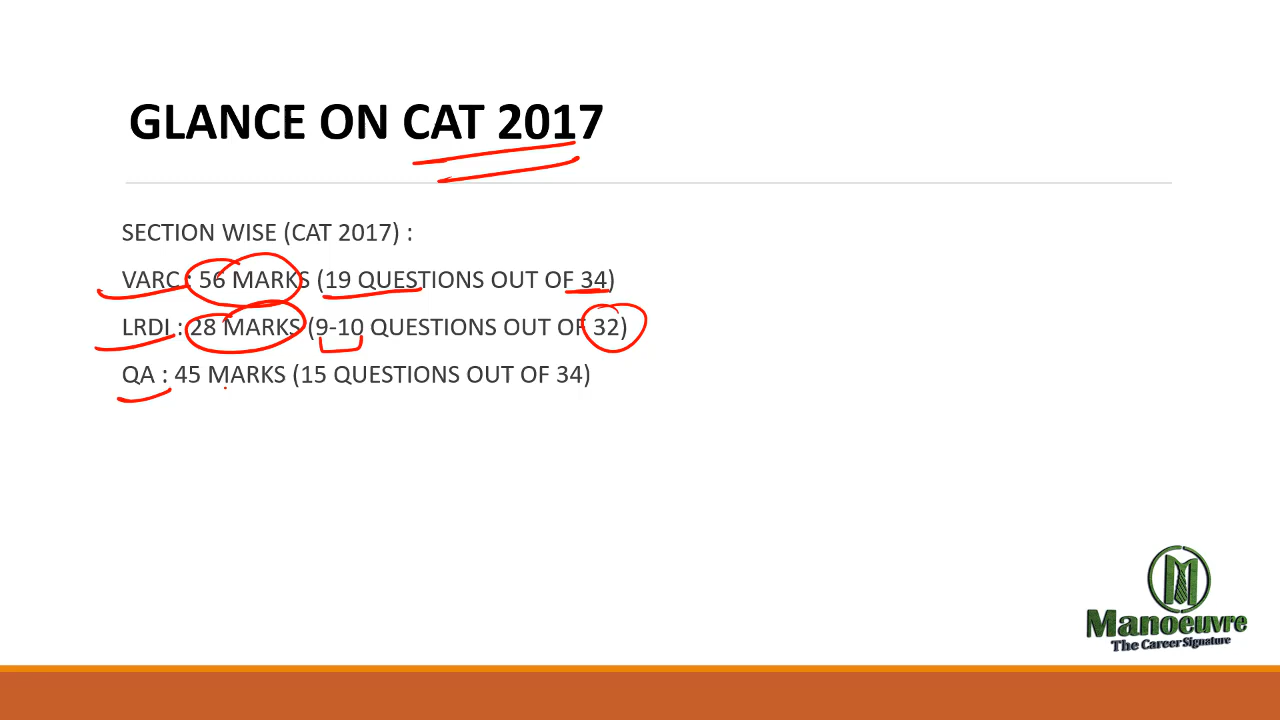 GLANCE ON CAT 2017
SECTION WISE (CAT 2017) :
VARC : 56 MARKS (19 QUESTIONS OUT OF 34)
LRDI : 28 MARKS (9-10 QUESTIONS OUT OF 32)
QA : 45 MARKS (15 QUESTIONS OUT OF 34)
M
Manoeuvre
The Career Signature